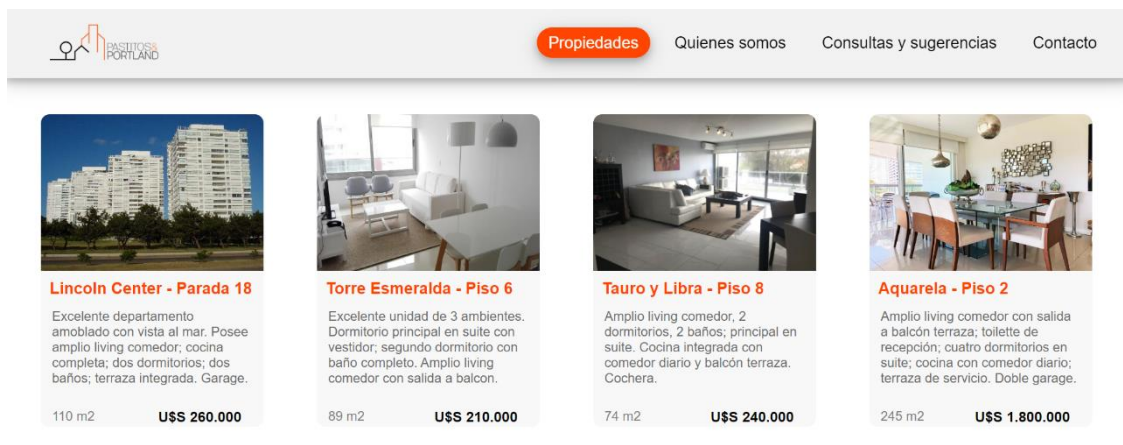 PASTITOS&
PORTLAND
Propiedades
Quienes somos
Consultas y sugerencias
Contacto
Lincoln Center - Parada 18
Excelente departamento
amoblado con vista al mar. Posee
amplio living comedor; cocina
completa; dos dormitorios; dos
baños; terraza integrada. Garage.
110 m2
U$S 260.000
Torre Esmeralda - Piso 6
Excelente unidad de 3 ambientes.
Dormitorio principal en suite con
vestidor; segundo dormitorio con
baño completo. Amplio living
comedor con salida a balcon.
89 m2
U$S 210.000
Tauro y Libra - Piso 8
Amplio living comedor, 2
dormitorios, 2 baños; principal en
suite. Cocina integrada con
comedor diario y balcón terraza.
Cochera.
74 m2
U$S 240.000
Aquarela - Piso 2
Amplio living comedor con salida
a balcón terraza; toilette de
recepción; cuatro dormitorios en
suite; cocina con comedor diario;
terraza de servicio. Doble garage.
245 m2
U$S 1.800.000